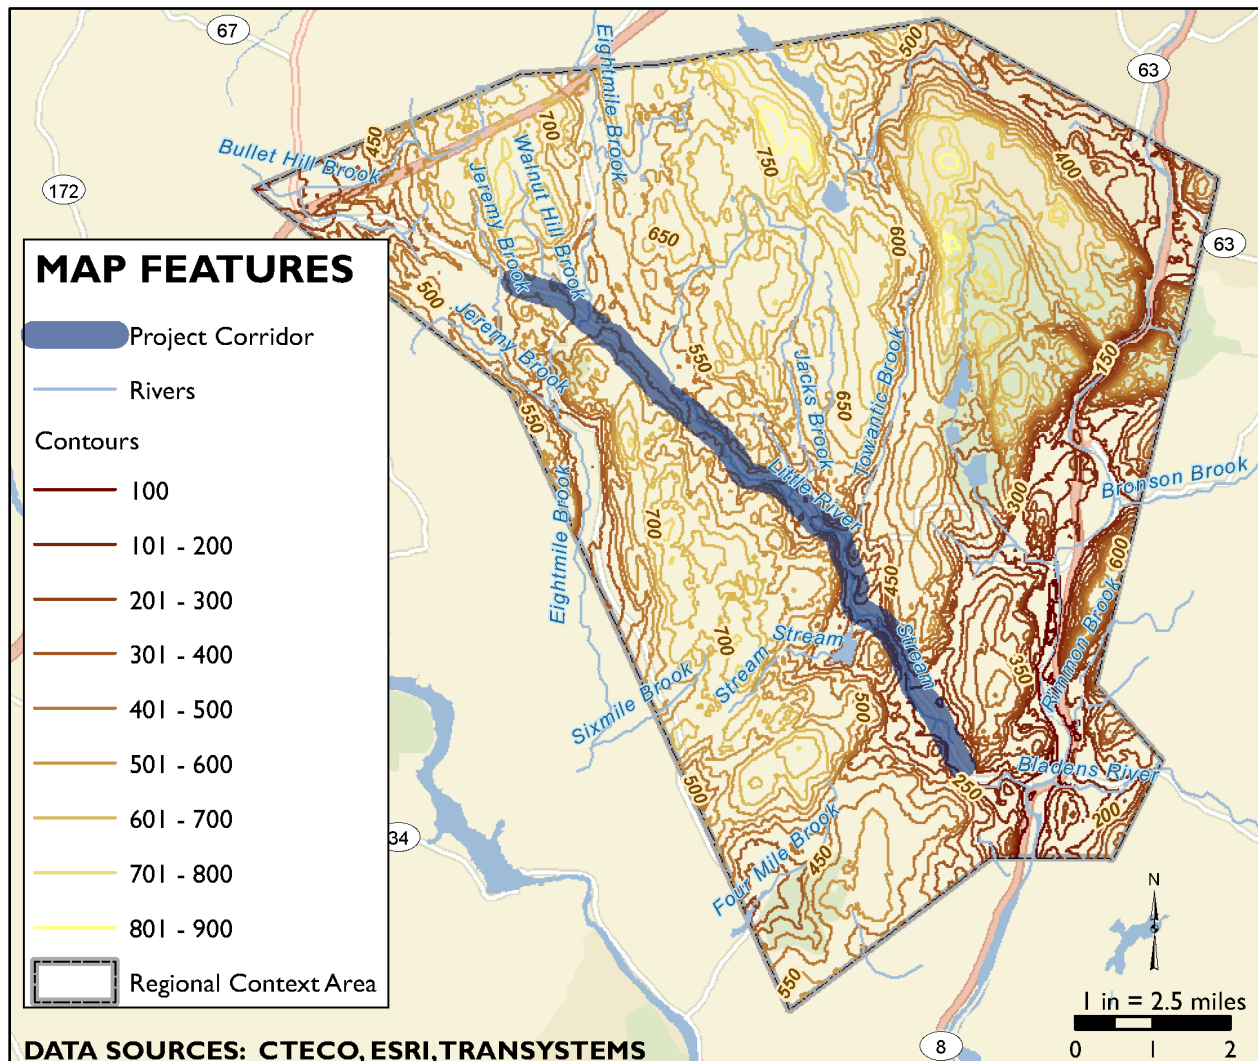 67
63
172
63
34
8
Bullet Hill Brook
Jeremy Brook
Walnut Hill Brook
Eightmile Brook
Jeremy Brook
Eightmile Brook
Jacks Brook
Towantic Brook
Little River
Bronson Brook
Rimmon Brook
Stream
Stream
Stream
Sixmile Brook
Four Mile Brook
Bladens River
450
700
500
750
400
650
600
500
550
150
650
550
300
700
450
600
700
350
500
500
250
200
450
550
MAP FEATURES
Project Corridor
Rivers
Contours
100
101 - 200
201 - 300
301 - 400
401 - 500
501 - 600
601 - 700
701 - 800
801 - 900
Regional Context Area
N
1 in = 2.5 miles
0 1 2
DATA SOURCES: CTECO, ESRI, TRANSYSTEMS